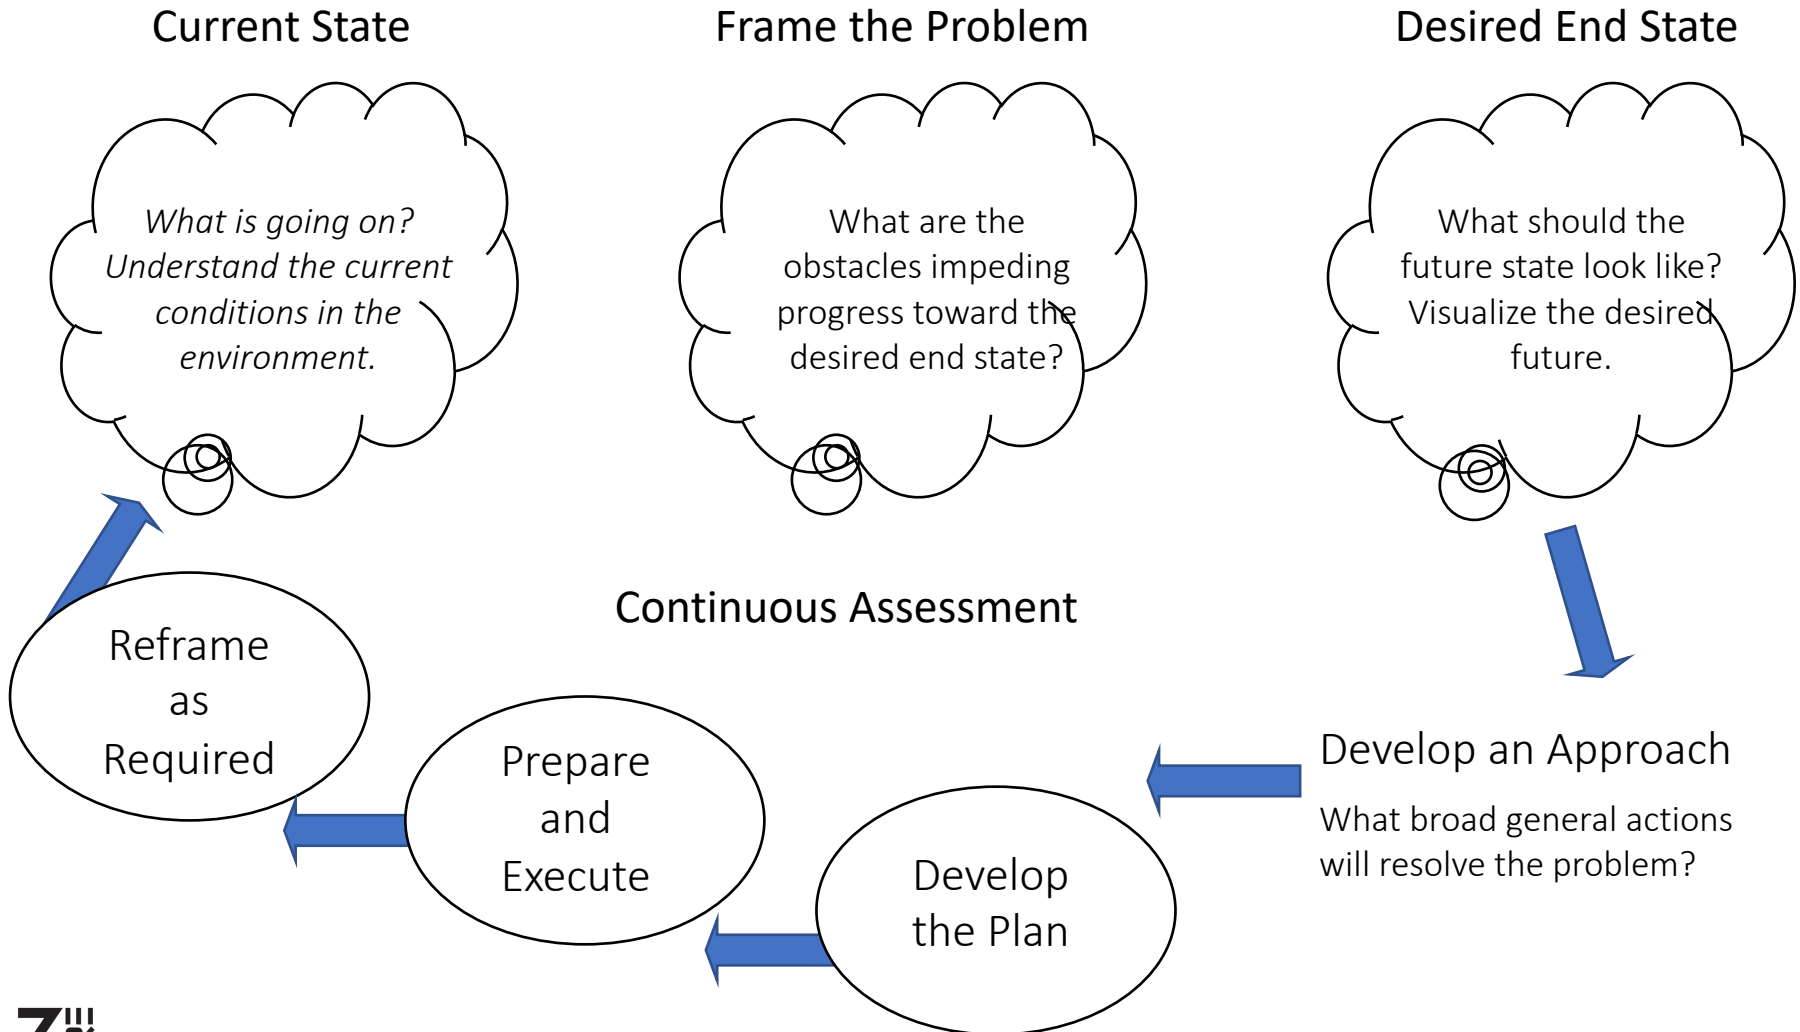 Current State
Frame the Problem
Desired End State
What is going on?
Understand the current
conditions in the
environment.
What are the
obstacles impeding
progress toward the
desired end state?
What should the
future state look like?
Visualize the desired
future.
Continuous Assessment
Reframe
as
Required
Prepare
and
Execute
Develop
the Plan
Develop an Approach
What broad general actions
will resolve the problem?